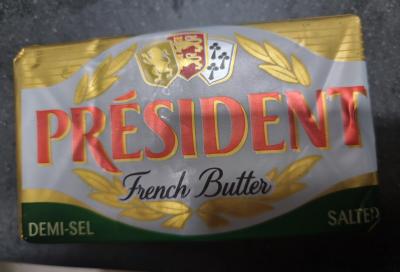 PRÉSIDENT
French Butter
DEMI-SEL SALTED